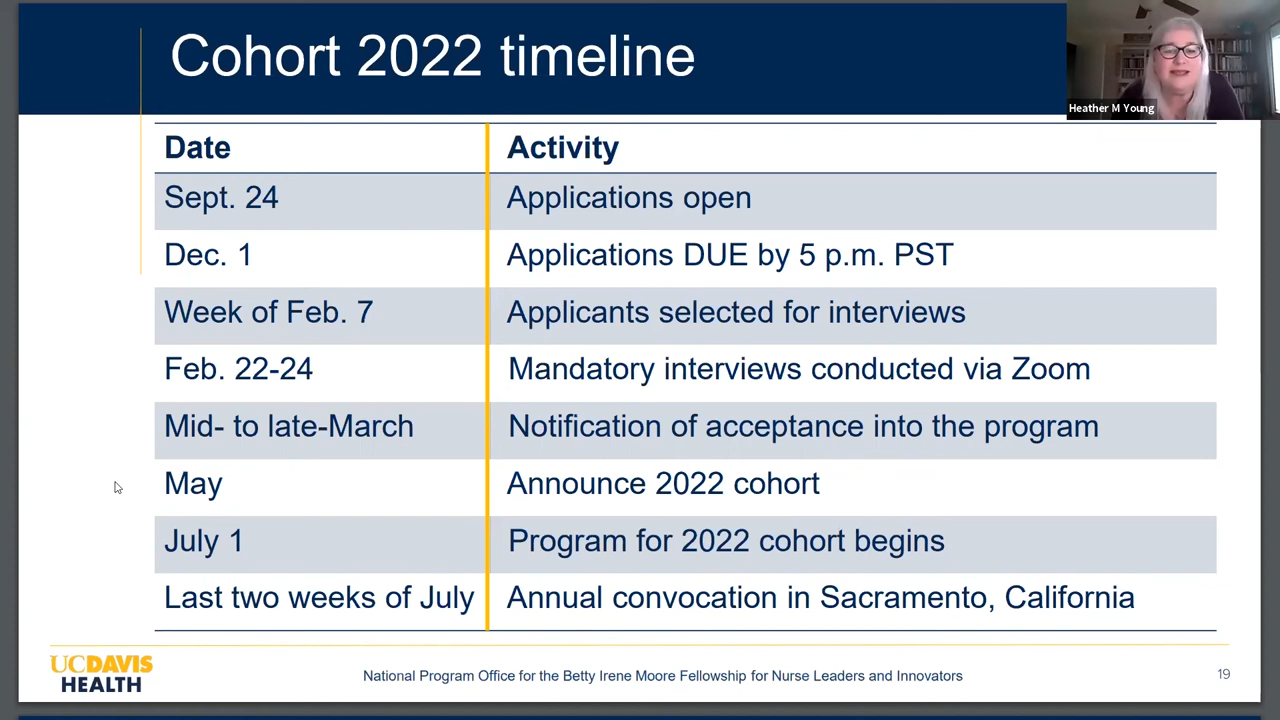 Cohort 2022 timeline
Heather M Young
Date Activity
Sept. 24 Applications open
Dec. 1 Applications DUE by 5 p.m. PST
Week of Feb. 7 Applicants selected for interviews
Feb. 22-24 Mandatory interviews conducted via Zoom
Mid- to late-March Notification of acceptance into the program
May Announce 2022 cohort
July 1 Program for 2022 cohort begins
Last two weeks of July Annual convocation in Sacramento, California
UCDAVIS
HEALTH
National Program Office for the Betty Irene Moore Fellowship for Nurse Leaders and Innovators
19